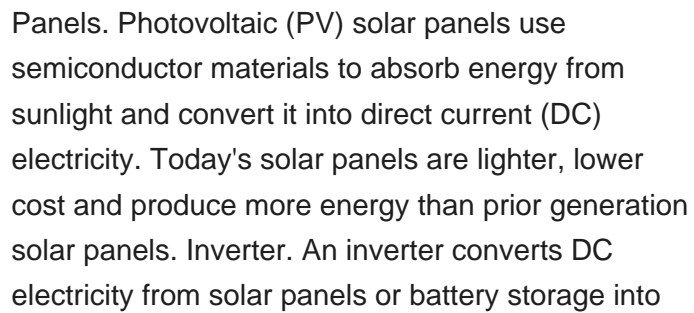 Panels. Photovoltaic (PV) solar panels use
semiconductor materials to absorb energy from
sunlight and convert it into direct current (DC)
electricity. Today's solar panels are lighter, lower
cost and produce more energy than prior generation
solar panels. Inverter. An inverter converts DC
electricity from solar panels or battery storage into